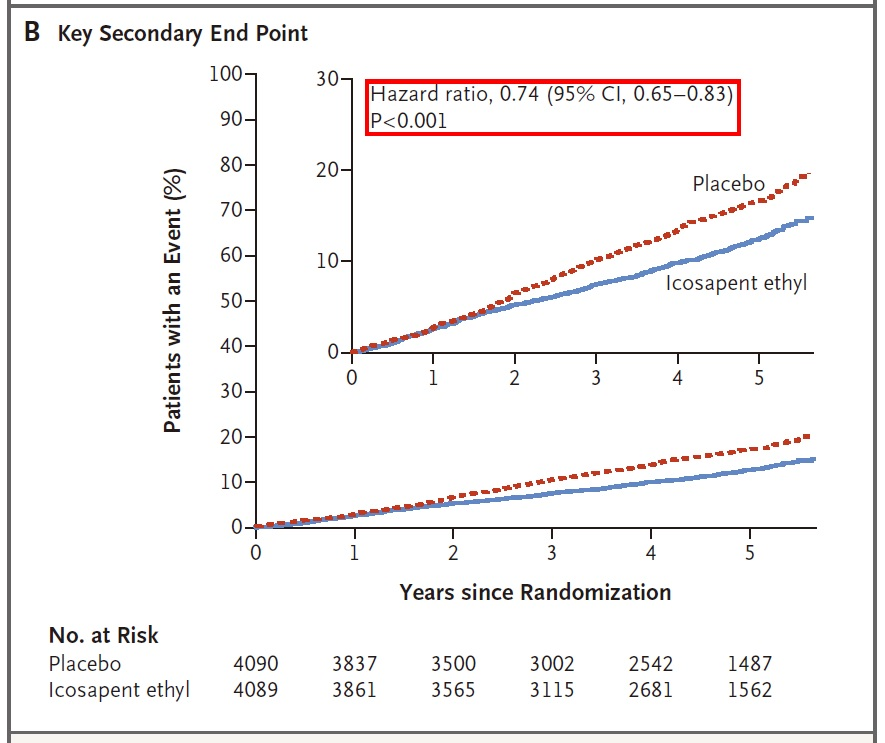 B Key Secondary End Point
100
90
80
70
60
50
40
30
20
10
0
Patients with an Event (%)
30
20
10
0
Hazard ratio, 0.74 (95% CI, 0.65–0.83)
P<0.001
Placebo
Icosapent ethyl
0 1 2 3 4 5
0 1 2 3 4 5
Years since Randomization
No. at Risk
Placebo 4090 3837 3500 3002 2542 1487
Icosapent ethyl 4089 3861 3565 3115 2681 1562